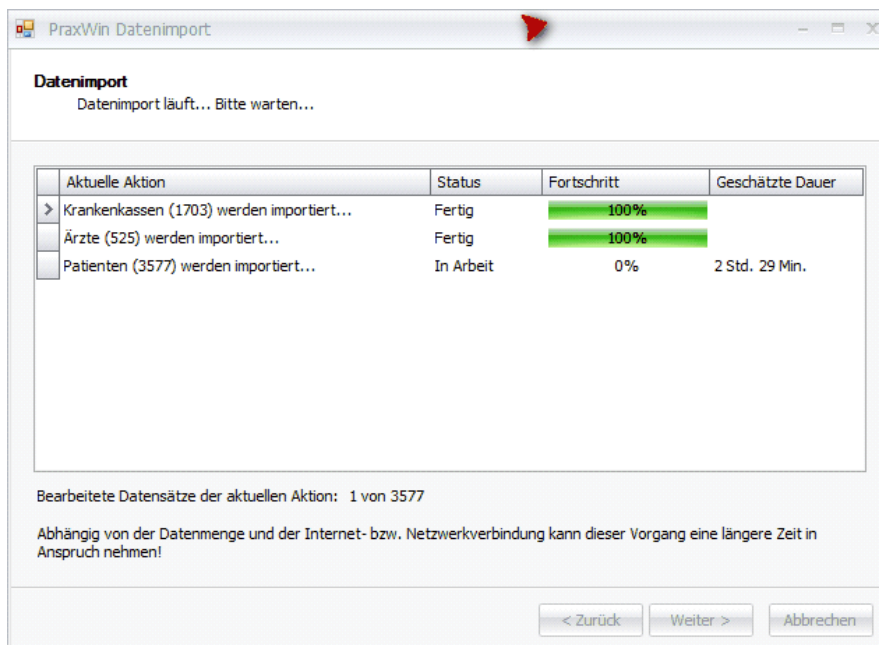 PraxWin Datenimport
Datenimport
Datenimport läuft... Bitte warten...
Aktuelle Aktion Status Fortschritt Geschätzte Dauer
Krankenkassen (1703) werden importiert... Fertig 100%
Ärzte (525) werden importiert... Fertig 100%
Patienten (3577) werden importiert... In Arbeit 0% 2 Std. 29 Min.
Bearbeitete Datensätze der aktuellen Aktion: 1 von 3577
Abhängig von der Datenmenge und der Internet- bzw. Netzwerkverbindung kann dieser Vorgang eine längere Zeit in
Anspruch nehmen!
< Zurück Weiter > Abbrechen